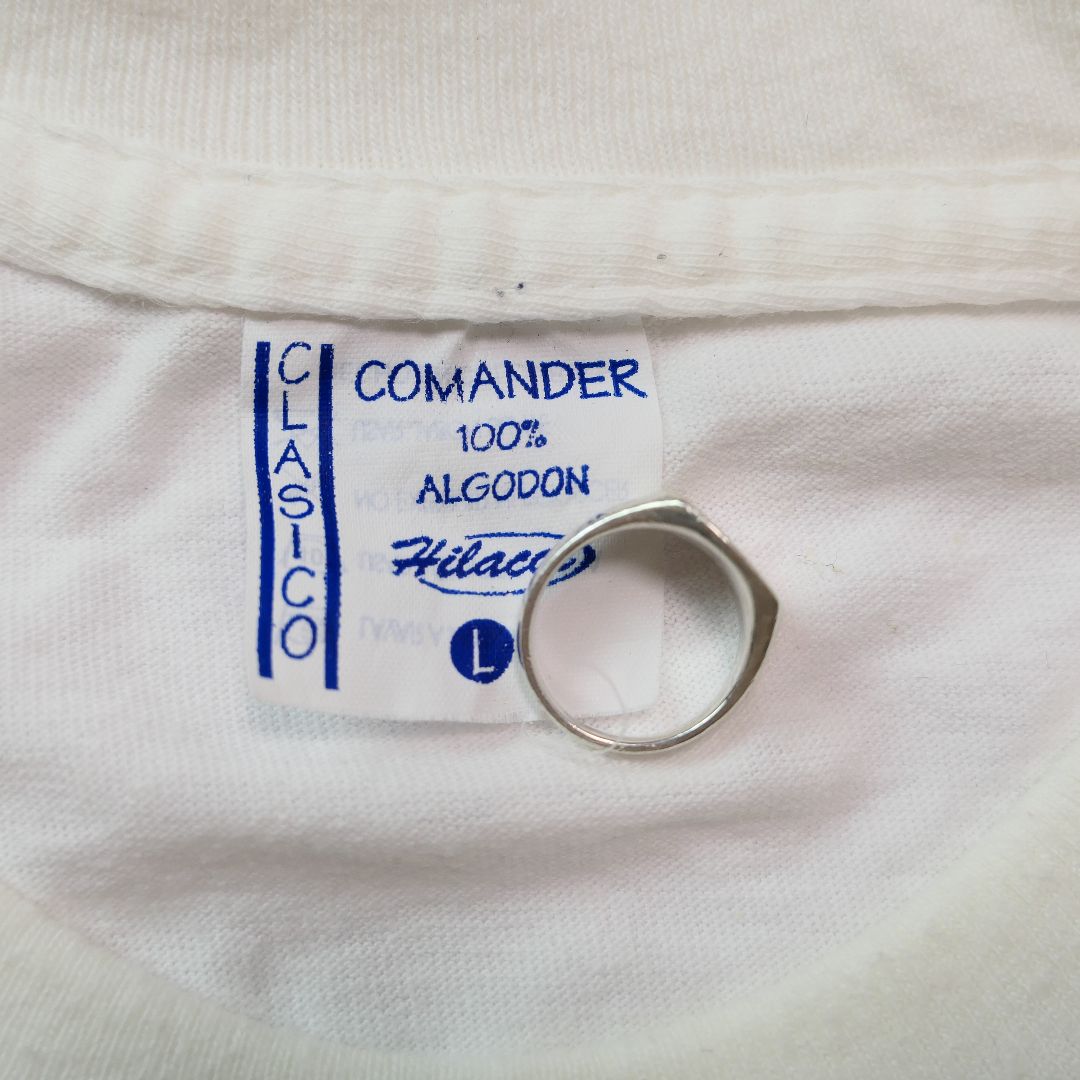 CLASICO
COMANDER
100%
ALGODON
L